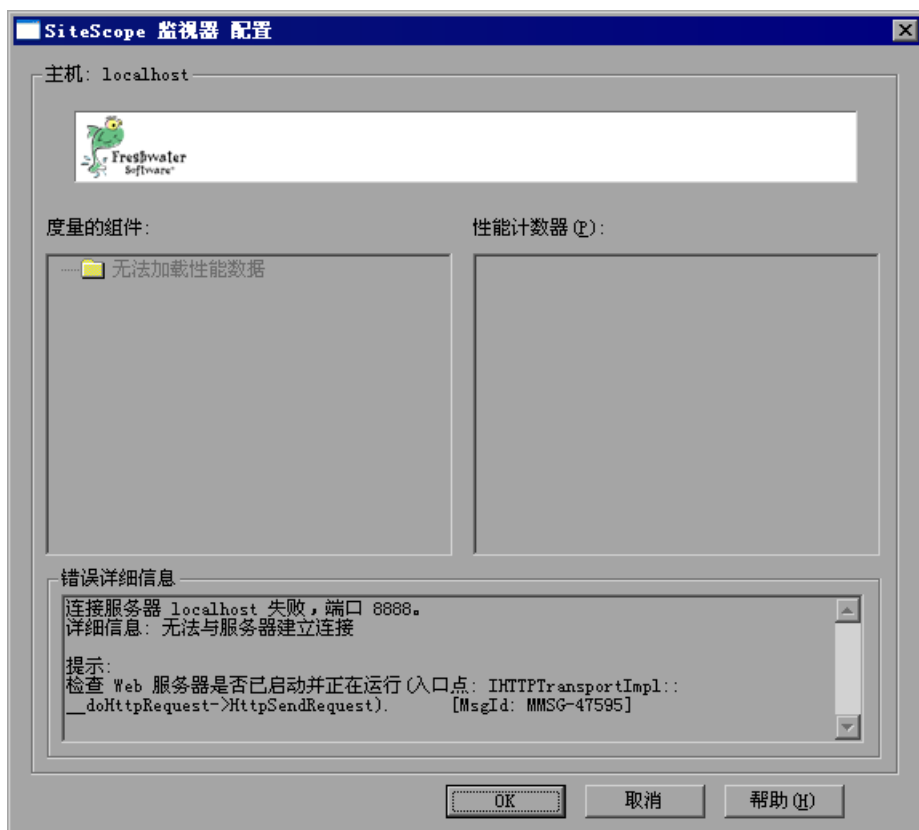 SiteScope 监视器 配置
主机: localhost
Freshwater
Software
度量的组件:
性能计数器(P):
无法加载性能数据
错误详细信息
连接服务器 localhost 失败，端口 8888。
详细信息: 无法与服务器建立连接
提示:
检查 Web 服务器是否已启动并正在运行(入口点: IHTTPTransportImpl::
__doHttpRequest->HttpSendRequest). [MsgId: MMSG-47595]
OK
取消
帮助(H)